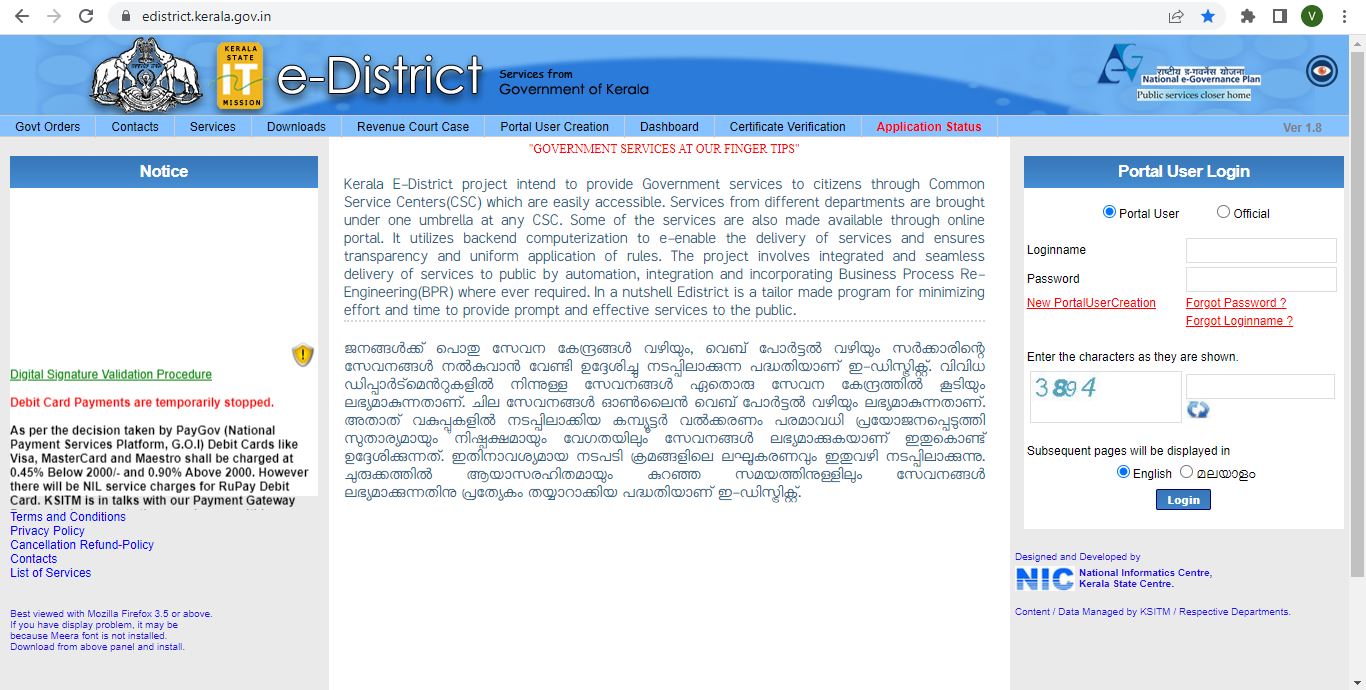 edistrict.kerala.gov.in
V
KERALA
STATE
IT
MISSION
e-District
Services from
Government of Kerala
राष्ट्रीय इ-गवर्नेंस योजना
National e-Governance Plan
Public services closer home
Govt Orders Contacts Services Downloads Revenue Court Case Portal User Creation Dashboard Certificate Verification Application Status Ver 1.8
Notice
Digital Signature Validation Procedure
Debit Card Payments are temporarily stopped.
As per the decision taken by PayGov (National
Payment Services Platform, G.O.I) Debit Cards like
Visa, MasterCard and Maestro shall be charged at
0.45% Below 2000/- and 0.90% Above 2000. However
there will be NIL service charges for RuPay Debit
Card. KSITM is in talks with our Payment Gateway
Terms and Conditions
Privacy Policy
Cancellation Refund-Policy
Contacts
List of Services
Best viewed with Mozilla Firefox 3.5 or above.
If you have display problem, it may be
because Meera font is not installed.
Download from above panel and install.
"GOVERNMENT SERVICES AT OUR FINGER TIPS"
Kerala E-District project intend to provide Government services to citizens through Common
Service Centers(CSC) which are easily accessible. Services from different departments are brought
under one umbrella at any CSC. Some of the services are also made available through online
portal. It utilizes backend computerization to e-enable the delivery of services and ensures
transparency and uniform application of rules. The project involves integrated and seamless
delivery of services to public by automation, integration and incorporating Business Process Re-
Engineering(BPR) where ever required. In a nutshell Edistrict is a tailor made program for minimizing
effort and time to provide prompt and effective services to the public.
ജനങ്ങൾക്ക് പൊതു സേവന കേന്ദ്രങ്ങൾ വഴിയും, വെബ് പോർട്ടൽ വഴിയും സർക്കാരിന്റെ
സേവനങ്ങൾ നൽകുവാൻ വേണ്ടി ഉദ്ദേശിച്ചു നടപ്പിലാക്കുന്ന പദ്ധതിയാണ് ഇ-ഡിസ്ട്രിക്റ്റ്. വിവിധ
ഡിപ്പാർട്മെൻറുകളിൽ നിന്നുള്ള സേവനങ്ങൾ ഏതൊരു സേവന കേന്ദ്രത്തിൽ കൂടിയും
ലഭ്യമാകുന്നതാണ്. ചില സേവനങ്ങൾ ഓൺലൈൻ വെബ് പോർട്ടൽ വഴിയും ലഭ്യമാകുന്നതാണ്.
അതാത് വകുപ്പുകളിൽ നടപ്പിലാക്കിയ കമ്പ്യൂട്ടർ വൽക്കരണം പരമാവധി പ്രയോജനപ്പെടുത്തി
സുതാര്യമായും നിഷ്പക്ഷമായും വേഗതയിലും സേവനങ്ങൾ ലഭ്യമാക്കുകയാണ് ഇതുകൊണ്ട്
ഉദ്ദേശിക്കുന്നത്. ഇതിനാവശ്യമായ നടപടി ക്രമങ്ങളിലെ ലഘൂകരണവും ഇതുവഴി നടപ്പിലാക്കുന്നു.
ചുരുക്കത്തിൽ ആയാസരഹിതമായും കുറഞ്ഞ സമയത്തിനുള്ളിലും സേവനങ്ങൾ
ലഭ്യമാക്കുന്നതിനു പ്രത്യേകം തയ്യാറാക്കിയ പദ്ധതിയാണ് ഇ-ഡിസ്ട്രിക്റ്റ്.
Portal User Login
Portal User Official
Loginname
Password
New PortalUserCreation Forgot Password ?
Forgot Loginname ?
Enter the characters as they are shown.
3894
Subsequent pages will be displayed in
English മലയാളം
Login
Designed and Developed by
NIC National Informatics Centre,
Kerala State Centre.
Content / Data Managed by KSITM / Respective Departments.